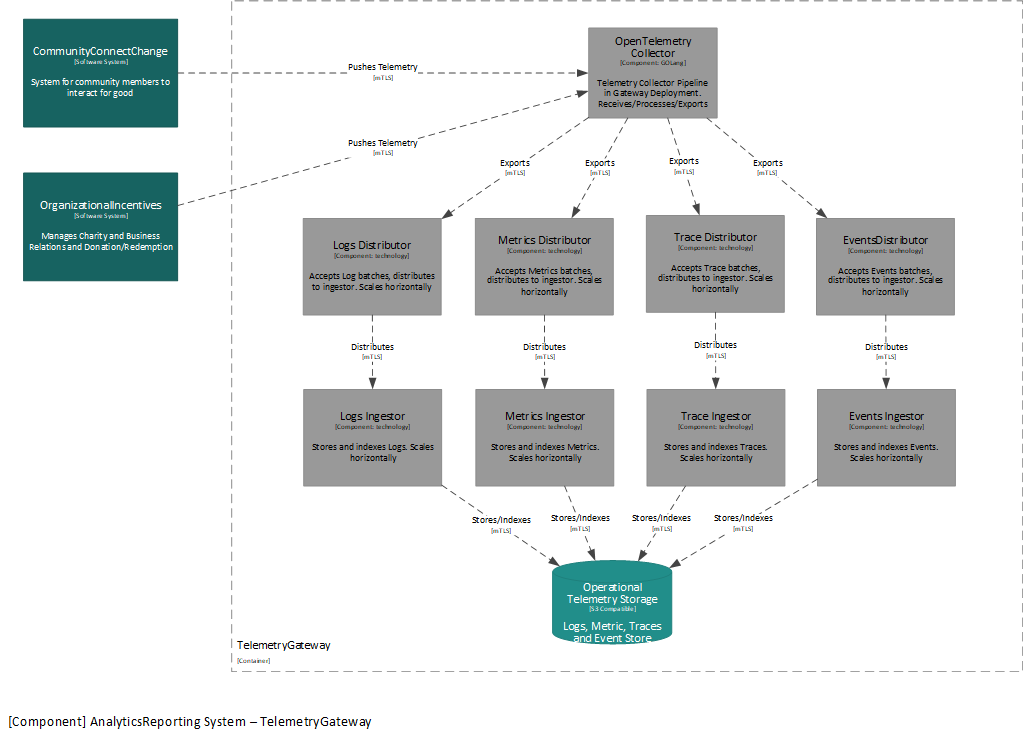 CommunityConnectChange
[Software System]
System for community members to
interact for good
Pushes Telemetry
[mTLS]
OpenTelemetry
Collector
[Component: GOLang]
Telemetry Collector Pipeline
in Gateway Deployment.
Receives/Processes/Exports
OrganizationalIncentives
[Software System]
Manages Charity and Business
Relations and Donation/Redemption
Pushes Telemetry
[mTLS]
Exports
[mTLS]
Exports
[mTLS]
Exports
[mTLS]
Exports
[mTLS]
Logs Distributor
[Component: technology]
Accepts Log batches, distributes
to ingestor. Scales horizontally
Metrics Distributor
[Component: technology]
Accepts Metrics batches,
distributes to ingestor. Scales
horizontally
Trace Distributor
[Component: technology]
Accepts Trace batches,
distributes to ingestor. Scales
horizontally
EventsDistributor
[Component: technology]
Accepts Events batches,
distributes to ingestor. Scales
horizontally
Distributes
[mTLS]
Distributes
[mTLS]
Distributes
[mTLS]
Distributes
[mTLS]
Logs Ingestor
[Component: technology]
Stores and indexes Logs. Scales
horizontally
Metrics Ingestor
[Component: technology]
Stores and indexes Metrics.
Scales horizontally
Trace Ingestor
[Component: technology]
Stores and indexes Traces.
Scales horizontally
Events Ingestor
[Component: technology]
Stores and indexes Events.
Scales horizontally
Stores/Indexes
[mTLS]
Stores/Indexes
[mTLS]
Stores/Indexes
[mTLS]
Stores/Indexes
[mTLS]
Operational
Telemetry Storage
[S3 Compatible]
Logs, Metric, Traces
and Event Store
TelemetryGateway
[Container]
[Component] AnalyticsReporting System – TelemetryGateway